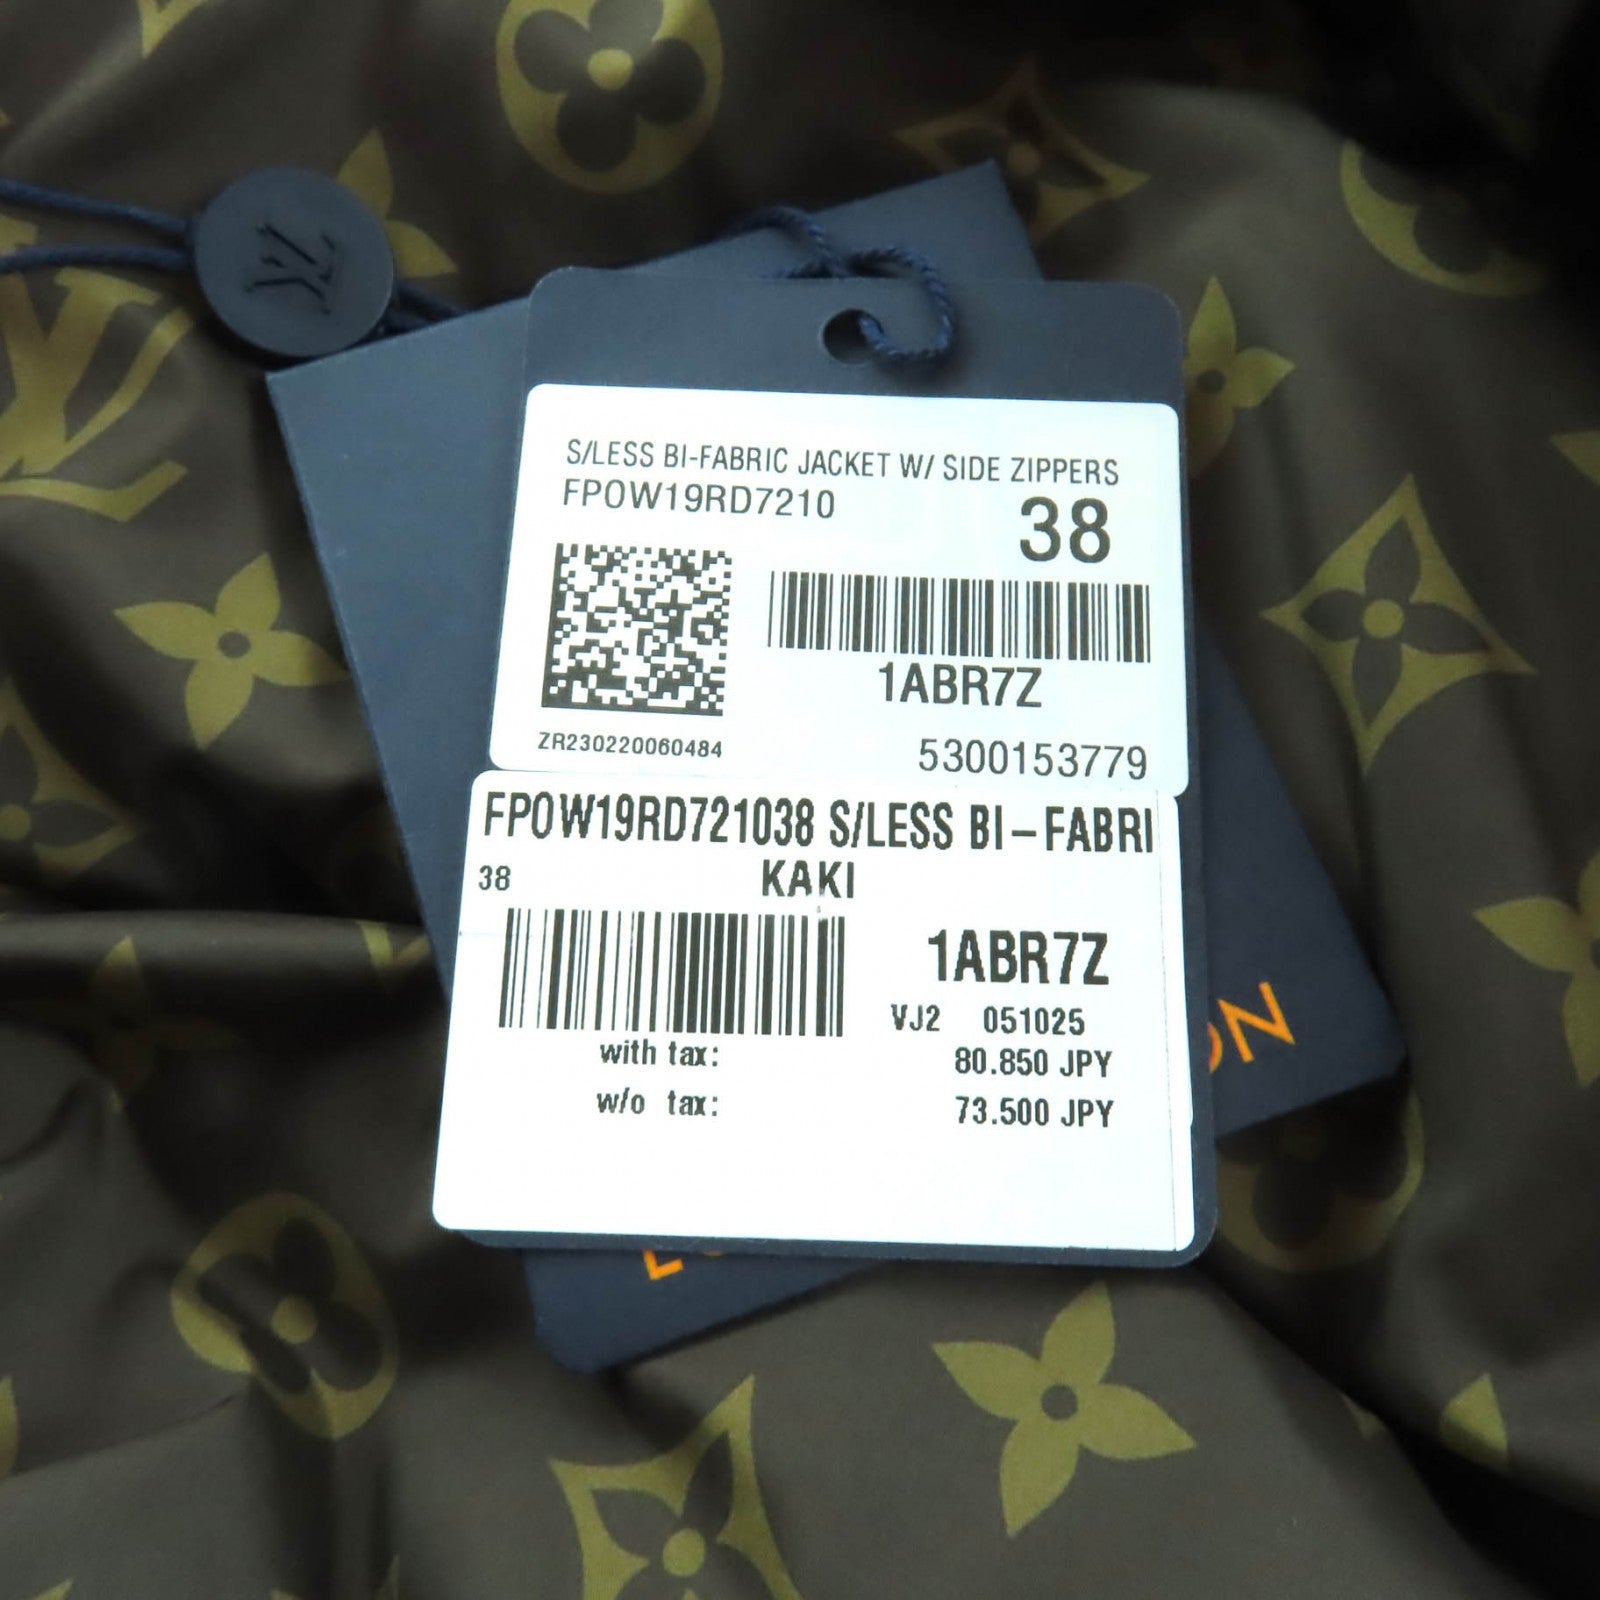 LV
S/LESS BI-FABRIC JACKET W/ SIDE ZIPPERS
FPOW19RD7210
38
1ABR7Z
ZR230220060484
5300153779
FPOW19RD721038 S/LESS BI-FABRI
38 KAKI
1ABR7Z
VJ2 051025
with tax: 80.850 JPY
w/o tax: 73.500 JPY